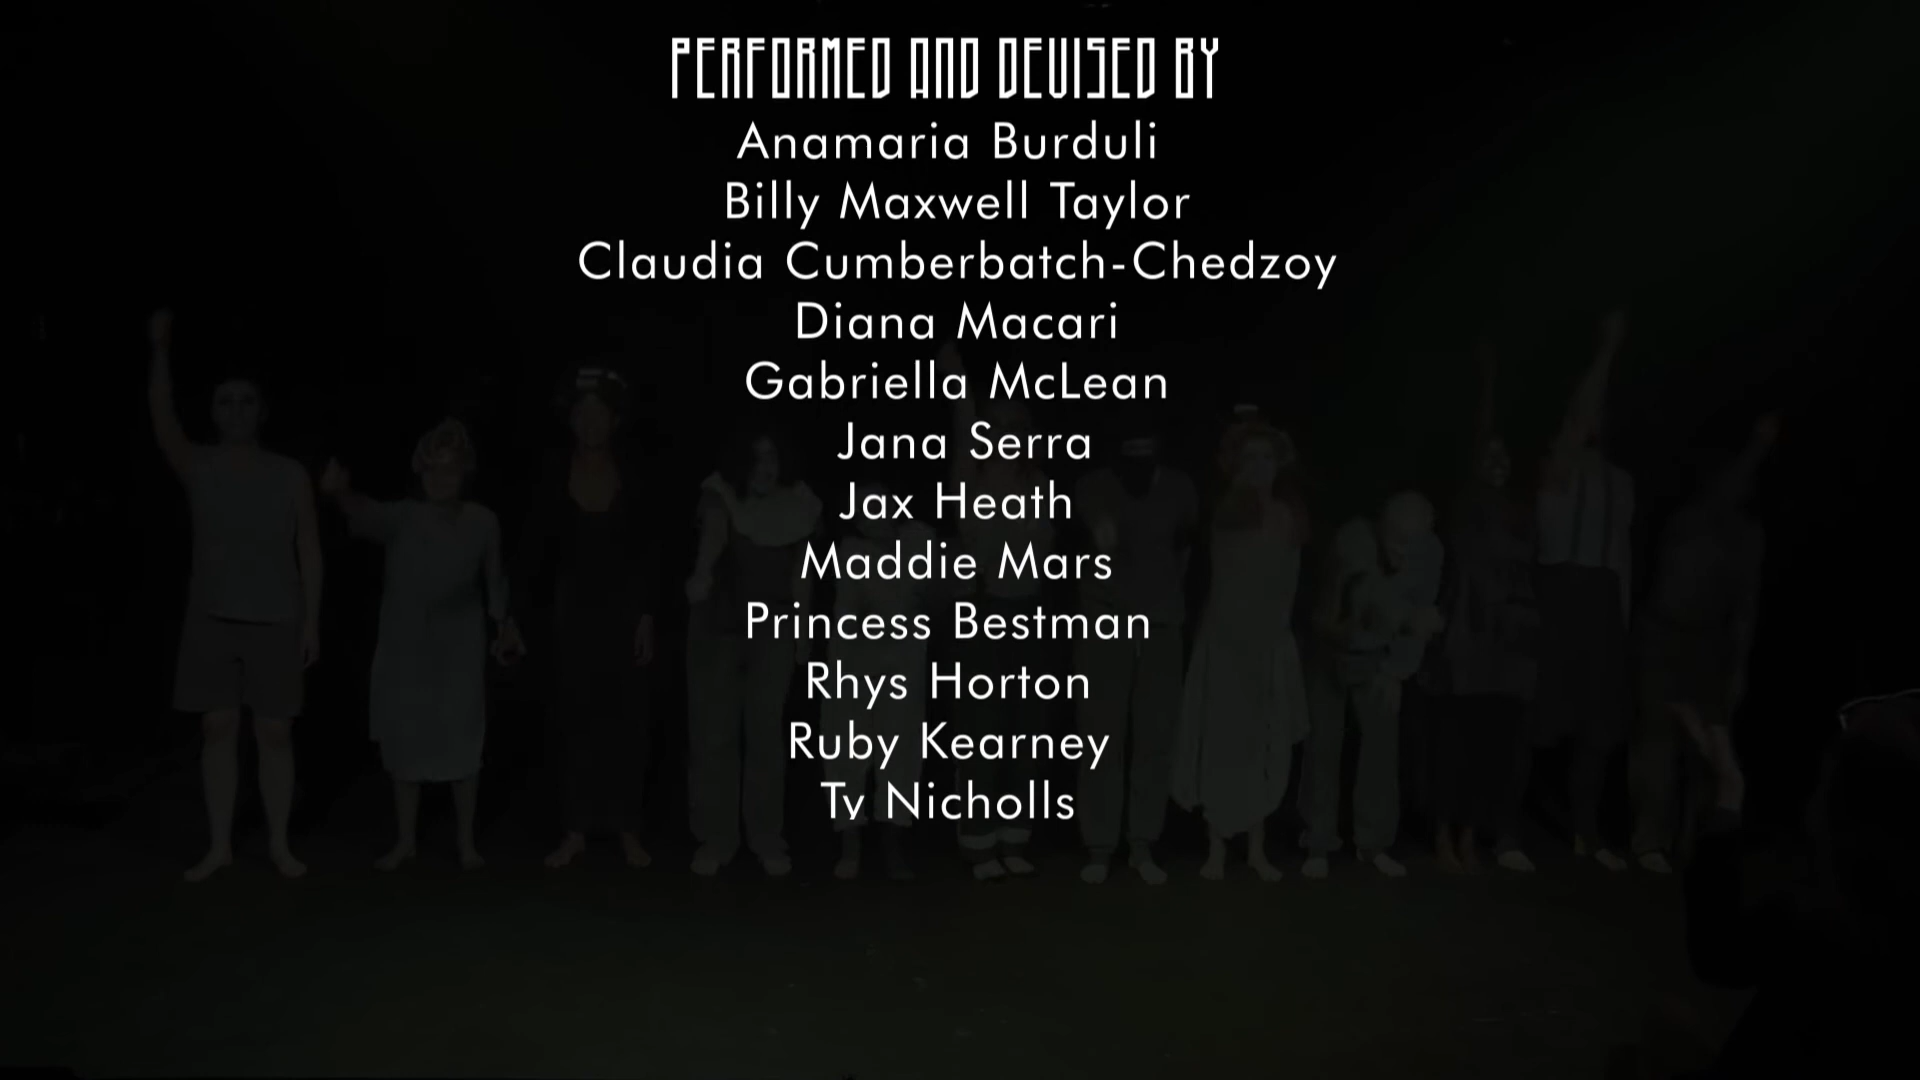 PERFORMED AND DEVISED BY
Anamaria Burduli
Billy Maxwell Taylor
Claudia Cumberbatch-Chedzoy
Diana Macari
Gabriella McLean
Jana Serra
Jax Heath
Maddie Mars
Princess Bestman
Rhys Horton
Ruby Kearney
Ty Nicholls